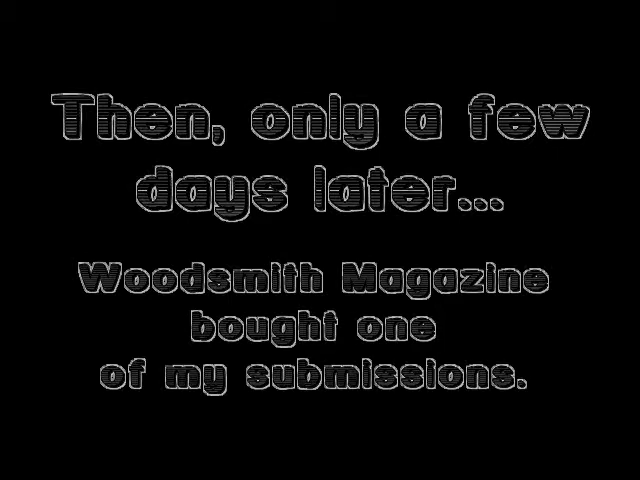 Then, only a few
days later...
Woodsmith Magazine
bought one
of my submissions.